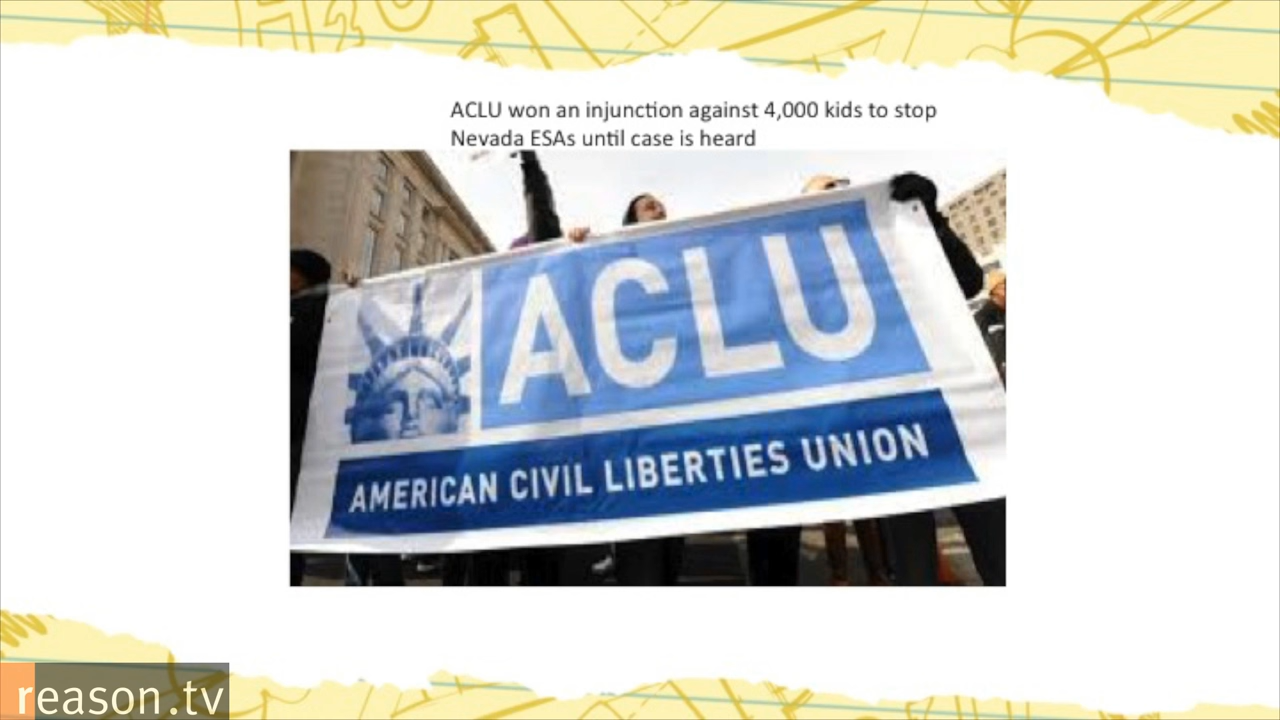 ACLU won an injunction against 4,000 kids to stop
Nevada ESAs until case is heard
ACLU
AMERICAN CIVIL LIBERTIES UNION
reason.tv